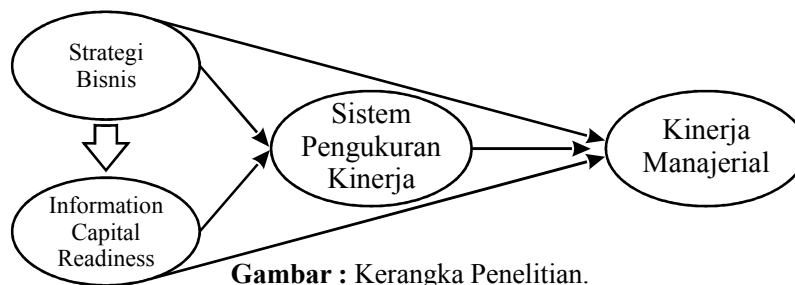 Strategi
Bisnis
Sistem
Pengukuran
Kinerja
Kinerja
Manajerial
Information
Capital
Readiness
Gambar : Kerangka Penelitian.